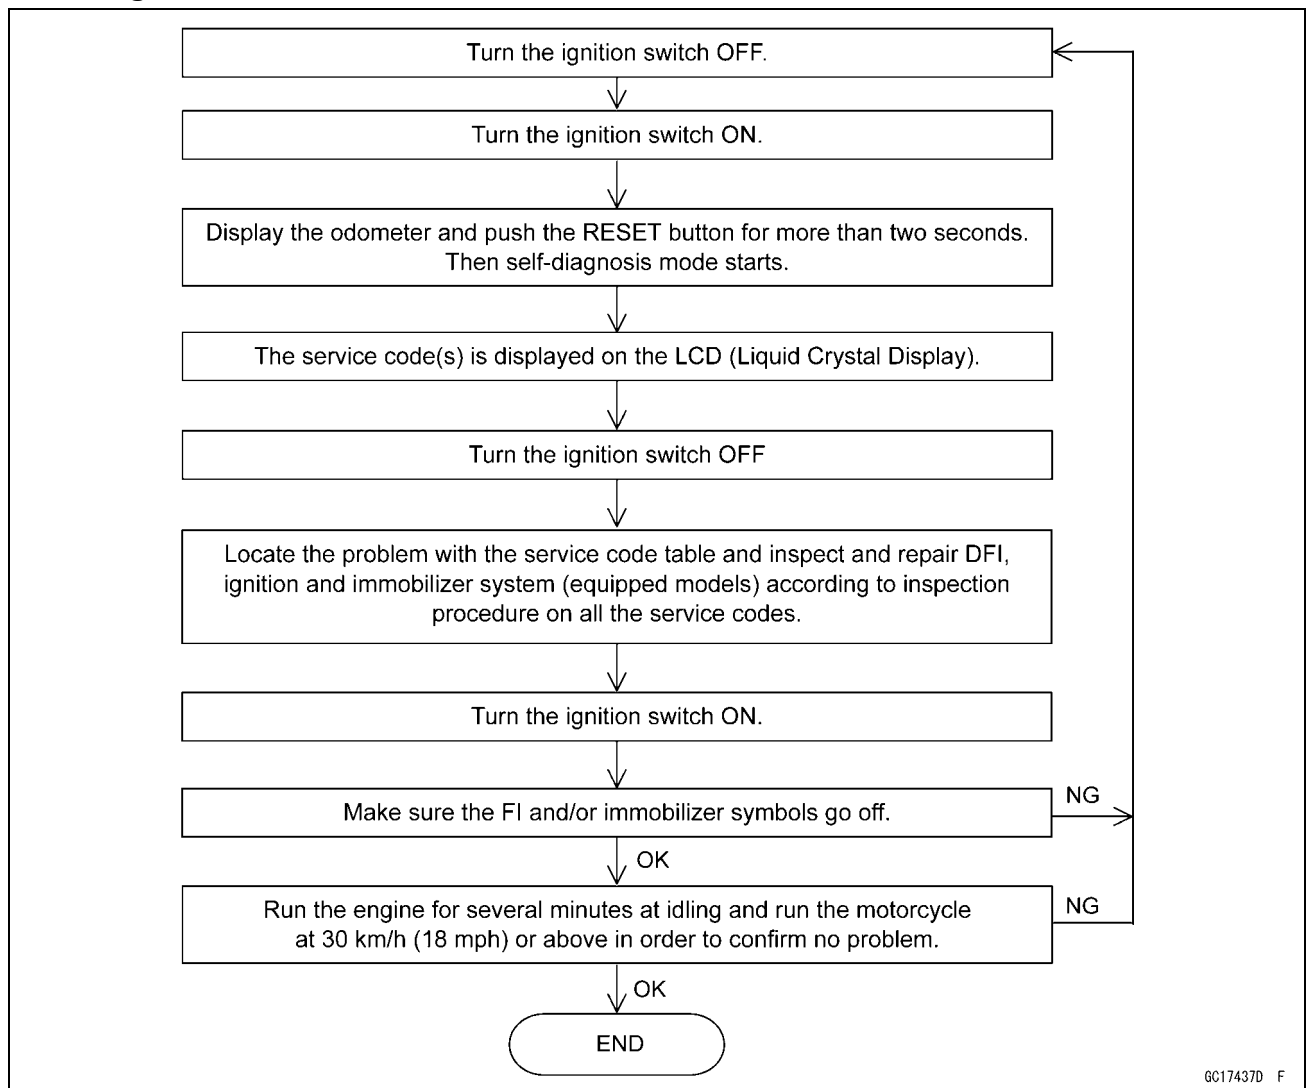 Turn the ignition switch OFF.
Turn the ignition switch ON.
Display the odometer and push the RESET button for more than two seconds.
Then self-diagnosis mode starts.
The service code(s) is displayed on the LCD (Liquid Crystal Display).
Turn the ignition switch OFF
Locate the problem with the service code table and inspect and repair DFI,
ignition and immobilizer system (equipped models) according to inspection
procedure on all the service codes.
Turn the ignition switch ON.
Make sure the FI and/or immobilizer symbols go off.
NG
OK
Run the engine for several minutes at idling and run the motorcycle
at 30 km/h (18 mph) or above in order to confirm no problem.
NG
OK
END
GC17437D F